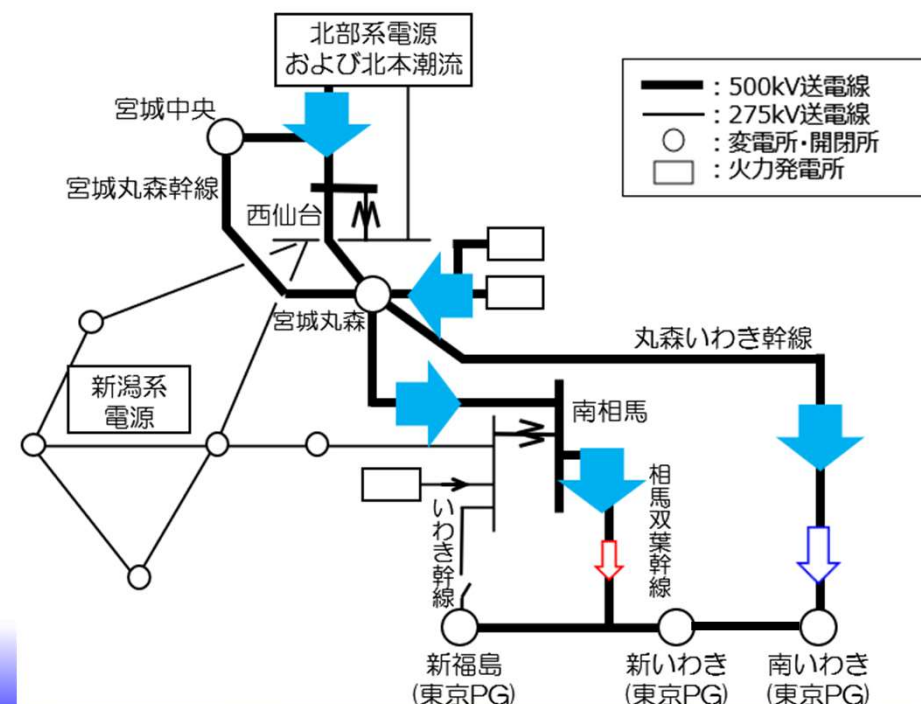 北部系電源
および北本潮流
：500kV送電線
：275kV送電線
：変電所・開閉所
：火力発電所
宮城中央
宮城丸森幹線
西仙台
宮城丸森
丸森いわき幹線
新潟系
電源
南相馬
相馬双葉幹線
いわき幹線
新福島
(東京PG)
新いわき
(東京PG)
南いわき
(東京PG)